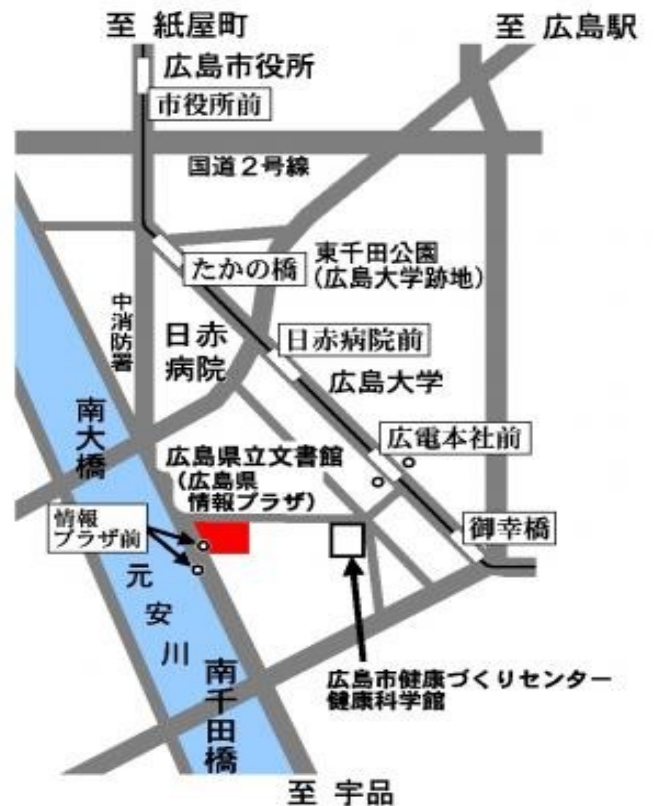 至 紙屋町
至 広島駅
広島市役所
市役所前
国道2号線
たかの橋
東千田公園
(広島大学跡地)
中消防署
日赤
病院
日赤病院前
広島大学
南大橋
広電本社前
広島県立文書館
(広島県
情報プラザ)
情報
プラザ前
御幸橋
元安川
南千田橋
広島市健康づくりセンター
健康科学館
至 宇品